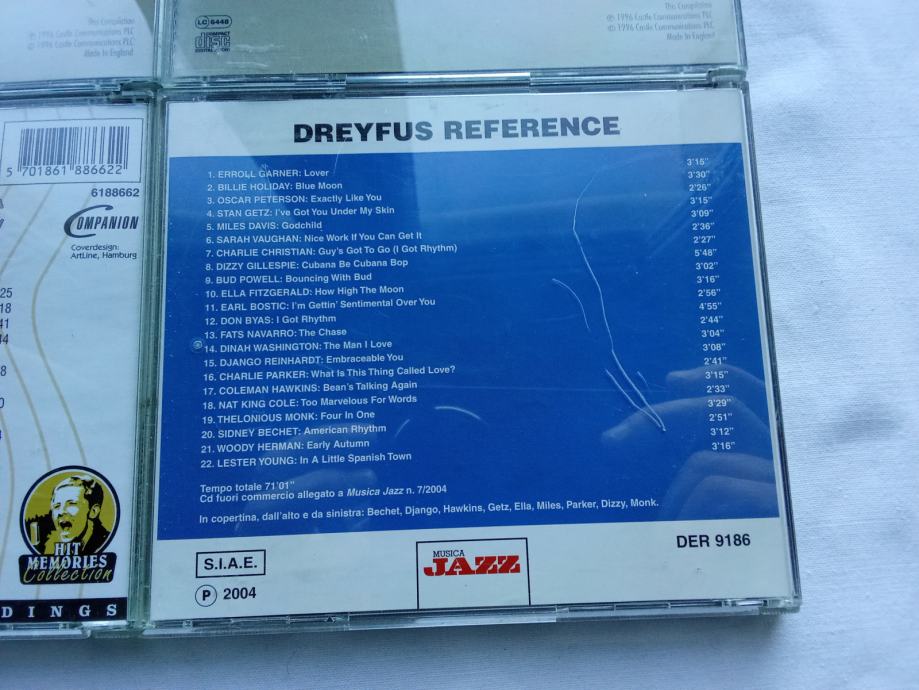 This Compilation
℗ 1996 Castle Communications PLC
© 1996 Castle Communications PLC
Made In England
LC 6448
COMPACT
disc
DIGITAL AUDIO
This Compilation
℗ 1996 Castle Communications PLC
© 1996 Castle Communications PLC
Made In England
5 701861 886622
6188662
COMPANION
Coverdesign:
ArtLine, Hamburg
HIT
MEMORIES
Collection
DINGS
DREYFUS REFERENCE
1. ERROLL GARNER: Lover 3'15"
2. BILLIE HOLIDAY: Blue Moon 3'30"
3. OSCAR PETERSON: Exactly Like You 2'26"
4. STAN GETZ: I've Got You Under My Skin 3'15"
5. MILES DAVIS: Godchild 3'09"
6. SARAH VAUGHAN: Nice Work If You Can Get It 2'36"
7. CHARLIE CHRISTIAN: Guy's Got To Go (I Got Rhythm) 2'27"
8. DIZZY GILLESPIE: Cubana Be Cubana Bop 5'48"
9. BUD POWELL: Bouncing With Bud 3'02"
10. ELLA FITZGERALD: How High The Moon 3'16"
11. EARL BOSTIC: I'm Gettin' Sentimental Over You 2'56"
12. DON BYAS: I Got Rhythm 4'55"
13. FATS NAVARRO: The Chase 2'44"
14. DINAH WASHINGTON: The Man I Love 3'04"
15. DJANGO REINHARDT: Embraceable You 3'08"
16. CHARLIE PARKER: What Is This Thing Called Love? 2'41"
17. COLEMAN HAWKINS: Bean's Talking Again 3'15"
18. NAT KING COLE: Too Marvelous For Words 2'33"
19. THELONIOUS MONK: Four In One 3'29"
20. SIDNEY BECHET: American Rhythm 2'51"
21. WOODY HERMAN: Early Autumn 3'12"
22. LESTER YOUNG: In A Little Spanish Town 3'16"
Tempo totale 71'01"
Cd fuori commercio allegato a Musica Jazz n. 7/2004
In copertina, dall'alto e da sinistra: Bechet, Django, Hawkins, Getz, Ella, Miles, Parker, Dizzy, Monk.
S.I.A.E.
℗ 2004
MUSICA
JAZZ
DER 9186